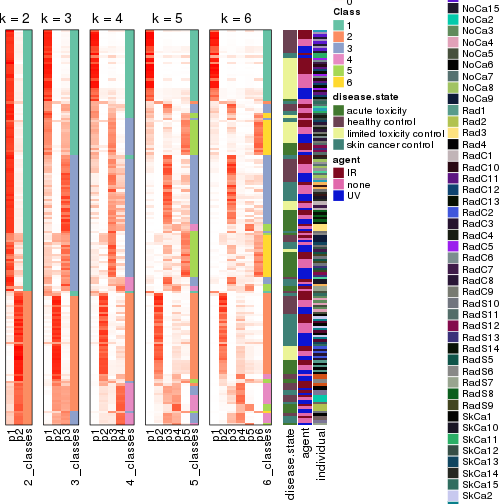 k = 2 k = 3 k = 4 k = 5 k = 6
p1
p2
2_classes
p1
p2
p3
3_classes
p1
p2
p3
p4
4_classes
p1
p2
p3
p4
p5
5_classes
p1
p2
p3
p4
p5
p6
6_classes
disease.state
agent
individual
Class
1
2
3
4
5
6
disease.state
acute toxicity
healthy control
limited toxicity control
skin cancer control
agent
IR
none
UV
NoCa15
NoCa2
NoCa3
NoCa4
NoCa5
NoCa6
NoCa7
NoCa8
NoCa9
Rad1
Rad2
Rad3
Rad4
RadC1
RadC10
RadC11
RadC12
RadC13
RadC2
RadC3
RadC4
RadC5
RadC6
RadC7
RadC8
RadC9
RadS10
RadS11
RadS12
RadS13
RadS14
RadS5
RadS6
RadS7
RadS8
RadS9
SkCa1
SkCa10
SkCa11
SkCa12
SkCa13
SkCa14
SkCa15
SkCa2